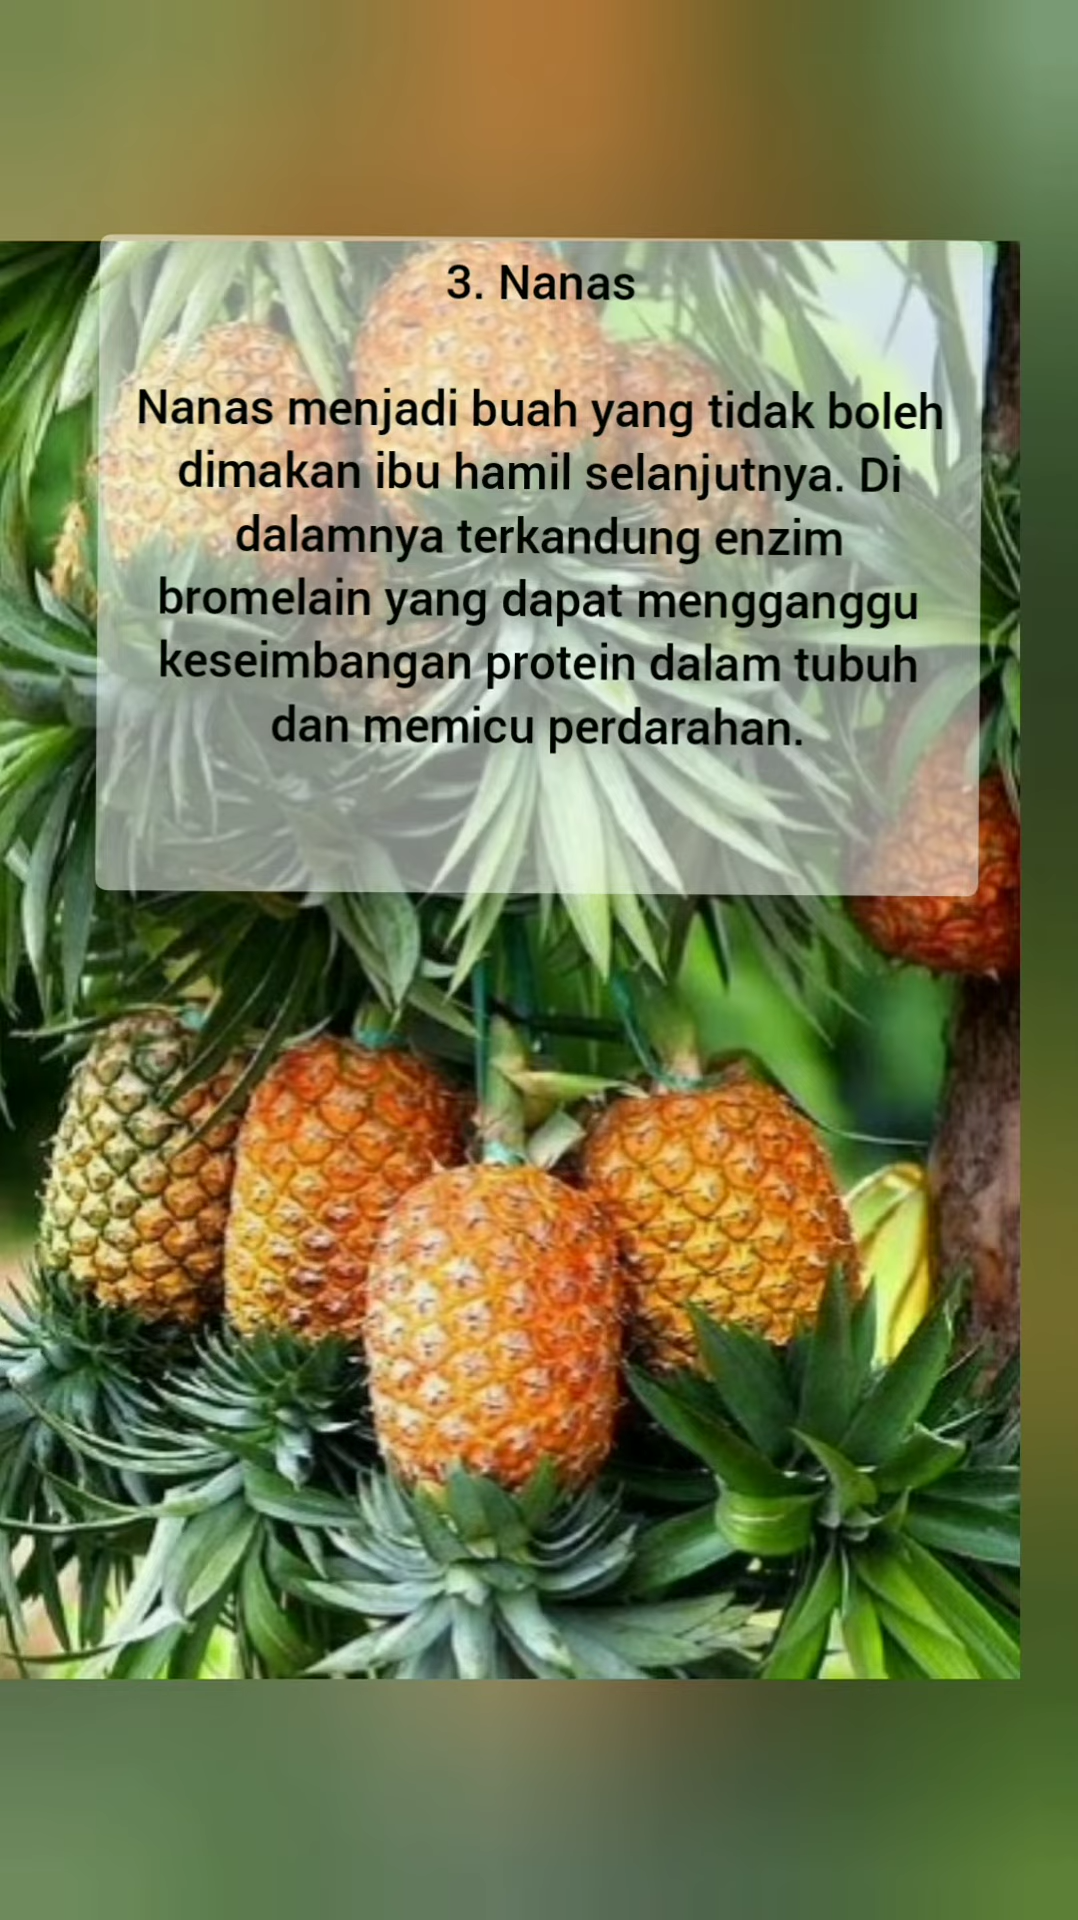 3. Nanas
Nanas menjadi buah yang tidak boleh
dimakan ibu hamil selanjutnya. Di
dalamnya terkandung enzim
bromelain yang dapat mengganggu
keseimbangan protein dalam tubuh
dan memicu perdarahan.